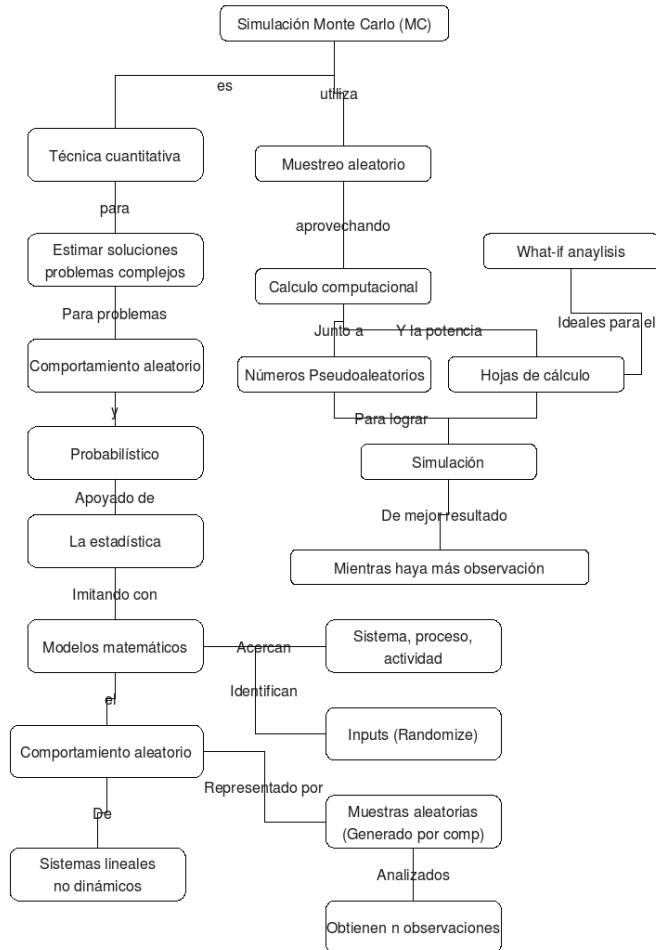 Simulación Monte Carlo (MC)
es
utiliza
Técnica cuantitativa
Muestreo aleatorio
para
aprovechando
Estimar soluciones
problemas complejos
What-if anaylisis
Calculo computacional
Para problemas
Junto a
Y la potencia
Ideales para el
Comportamiento aleatorio
Números Pseudoaleatorios
Hojas de cálculo
y
Para lograr
Probabilístico
Simulación
Apoyado de
De mejor resultado
La estadística
Mientras haya más observación
Imitando con
Modelos matemáticos
Acercan
Sistema, proceso,
actividad
Identifican
el
Inputs (Randomize)
Comportamiento aleatorio
Representado por
De
Muestras aleatorias
(Generado por comp)
Sistemas lineales
no dinámicos
Analizados
Obtienen n observaciones